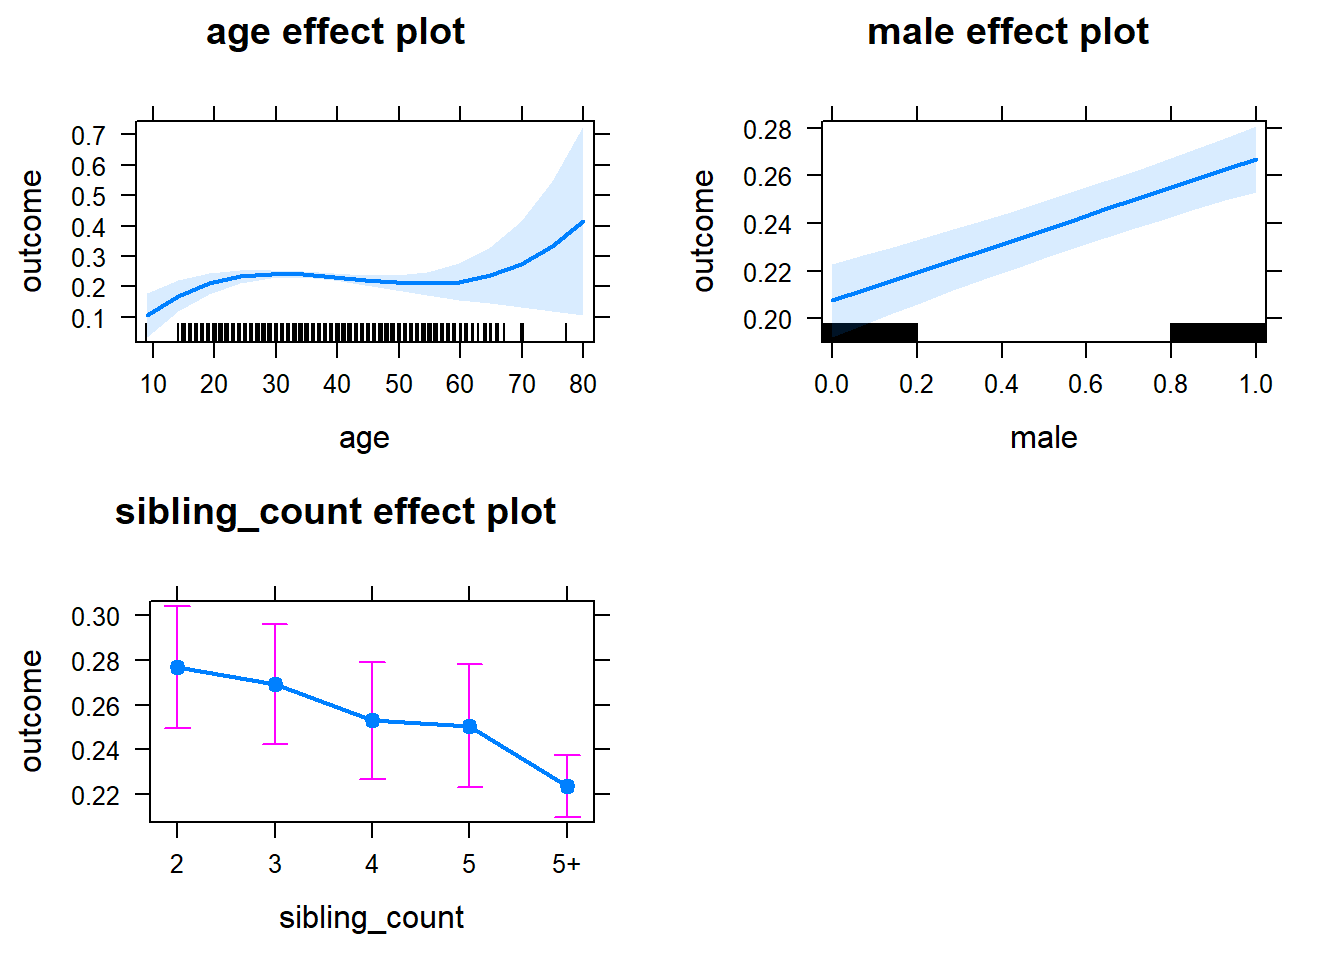 age effect plot
outcome
0.7
0.6
0.5
0.4
0.3
0.2
0.1
10 20 30 40 50 60 70 80
age
male effect plot
outcome
0.28
0.26
0.24
0.22
0.20
0.0 0.2 0.4 0.6 0.8 1.0
male
sibling_count effect plot
outcome
0.30
0.28
0.26
0.24
0.22
2 3 4 5 5+
sibling_count